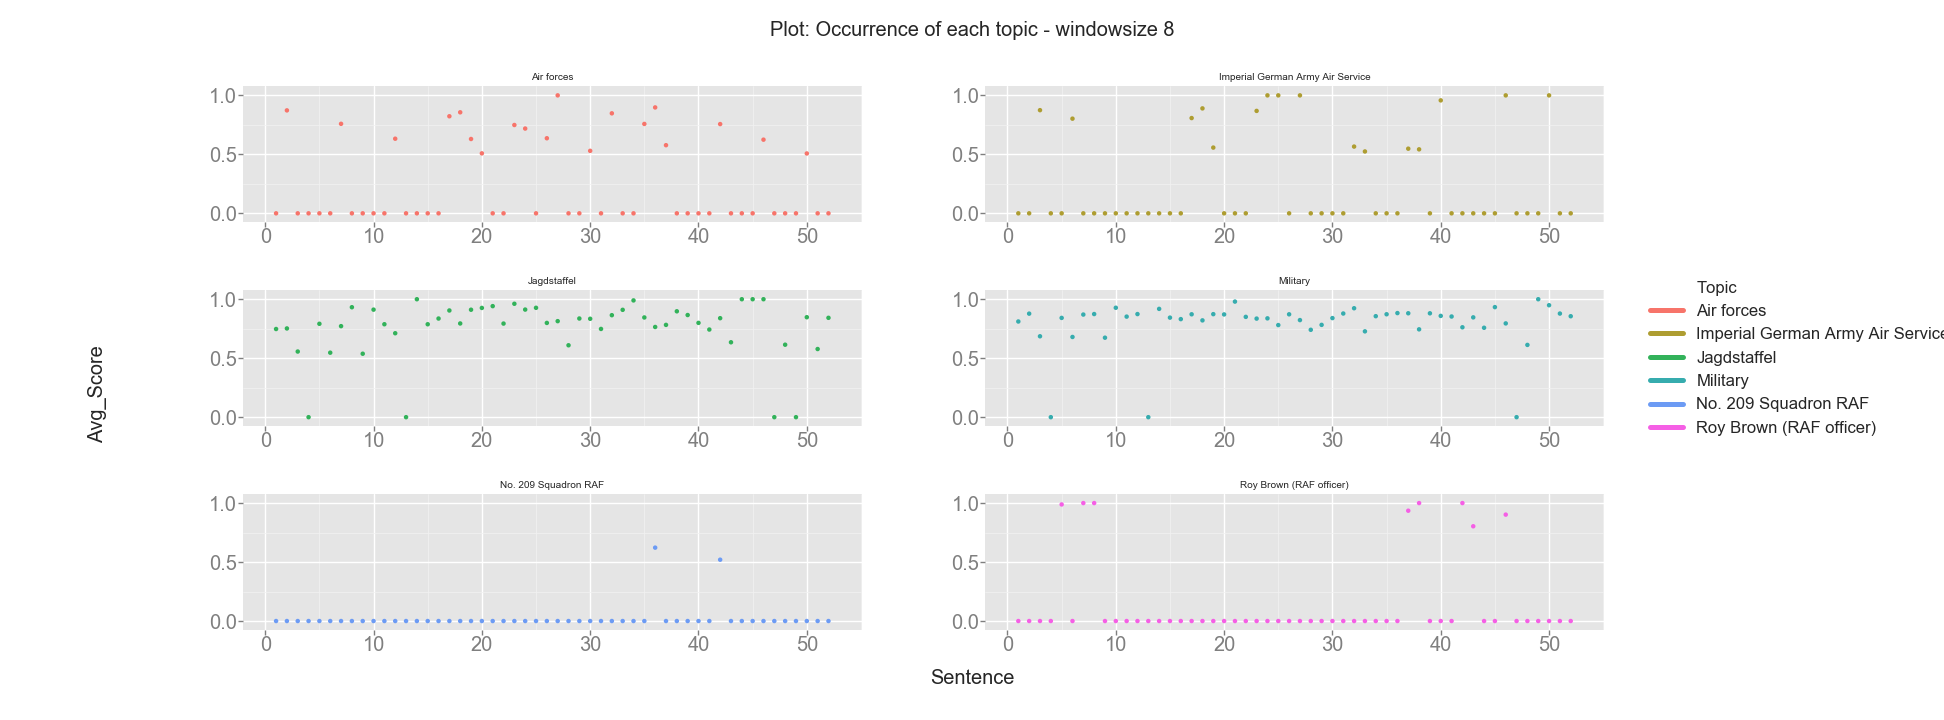 Plot: Occurrence of each topic - windowsize 8
Air forces
1.0
0.5
0.0
0 10 20 30 40 50
Imperial German Army Air Service
1.0
0.5
0.0
0 10 20 30 40 50
Jagdstaffel
1.0
0.5
0.0
0 10 20 30 40 50
Military
1.0
0.5
0.0
0 10 20 30 40 50
No. 209 Squadron RAF
1.0
0.5
0.0
0 10 20 30 40 50
Roy Brown (RAF officer)
1.0
0.5
0.0
0 10 20 30 40 50
Avg_Score
Sentence
Topic
Air forces
Imperial German Army Air Service
Jagdstaffel
Military
No. 209 Squadron RAF
Roy Brown (RAF officer)